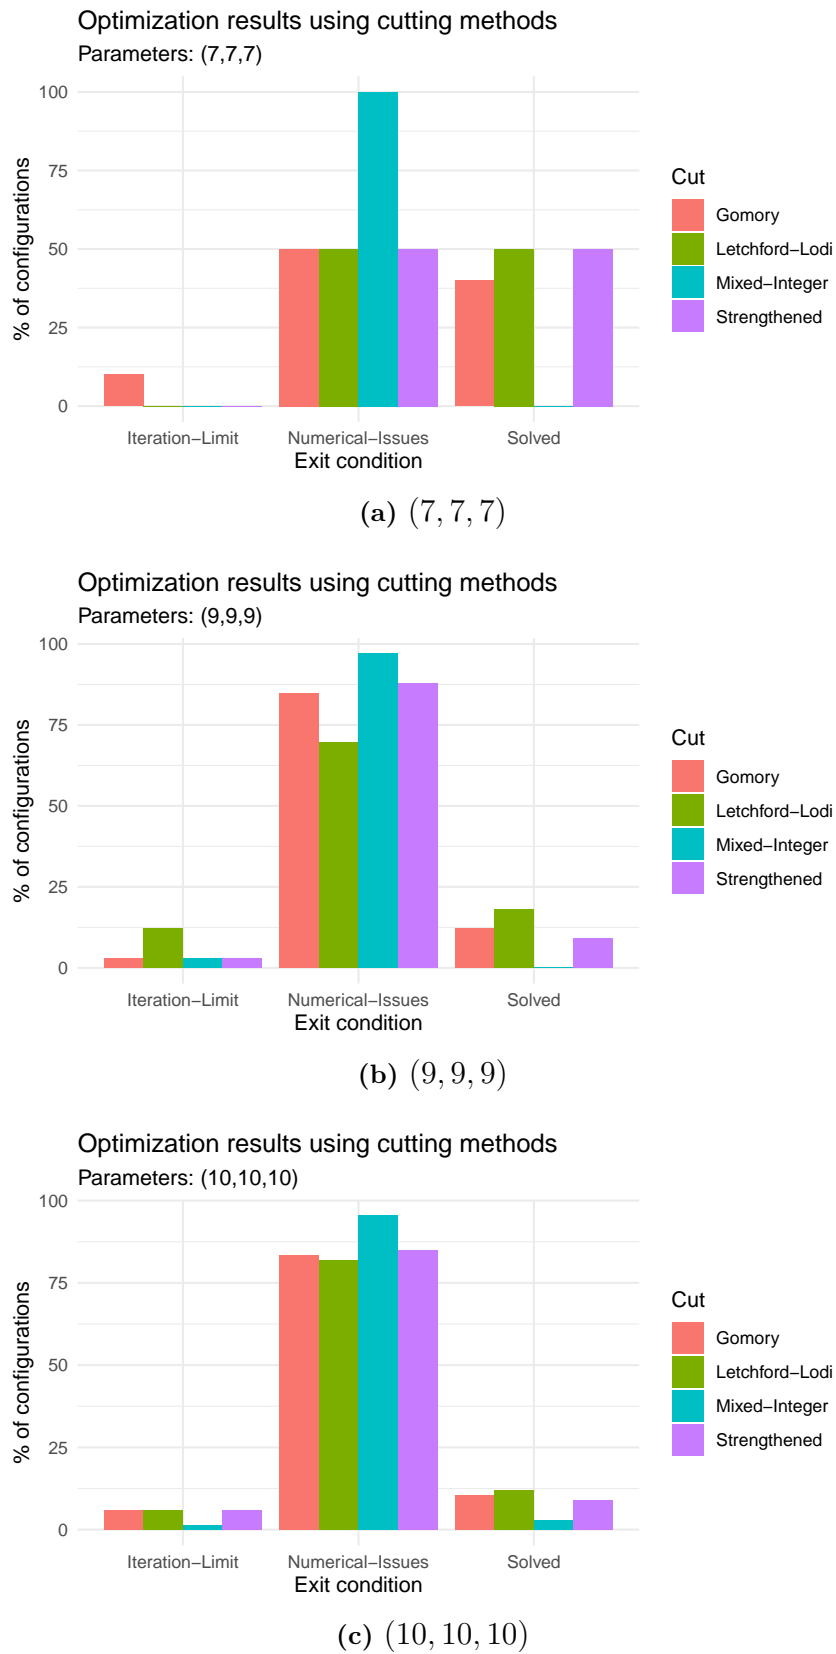 Optimization results using cutting methods
Parameters: (7,7,7)
% of configurations
100
75
50
25
0
Iteration−Limit Numerical−Issues Solved
Exit condition
Cut
Gomory
Letchford−Lodi
Mixed−Integer
Strengthened
(a) (7, 7, 7)
Optimization results using cutting methods
Parameters: (9,9,9)
% of configurations
100
75
50
25
0
Iteration−Limit Numerical−Issues Solved
Exit condition
Cut
Gomory
Letchford−Lodi
Mixed−Integer
Strengthened
(b) (9, 9, 9)
Optimization results using cutting methods
Parameters: (10,10,10)
% of configurations
100
75
50
25
0
Iteration−Limit Numerical−Issues Solved
Exit condition
Cut
Gomory
Letchford−Lodi
Mixed−Integer
Strengthened
(c) (10, 10, 10)